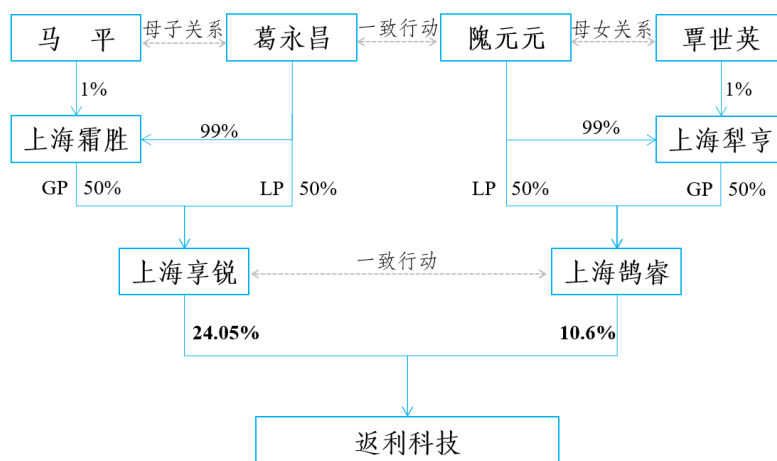 马 平
母子关系
葛永昌
一致行动
隗元元
母女关系
覃世英
1%
1%
上海霜胜
99%
99%
上海犁亨
GP 50%
LP 50%
LP 50%
GP 50%
上海享锐
一致行动
上海鹄睿
24.05%
10.6%
返利科技